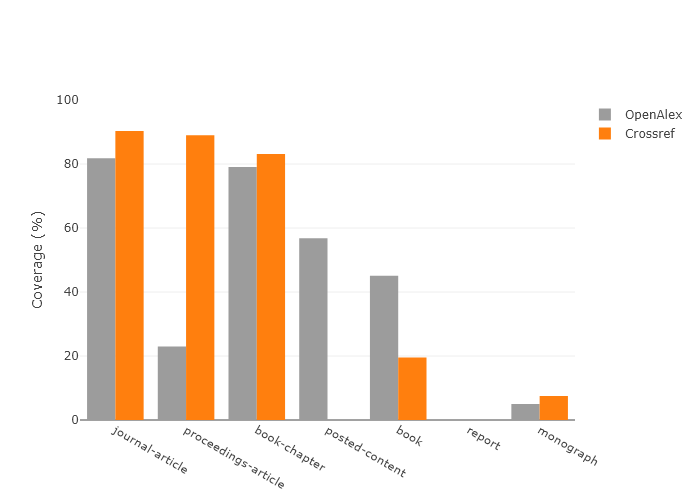 OpenAlex
Crossref
100
80
60
40
20
0
Coverage (%)
journal-article
proceedings-article
book-chapter
posted-content
book
report
monograph